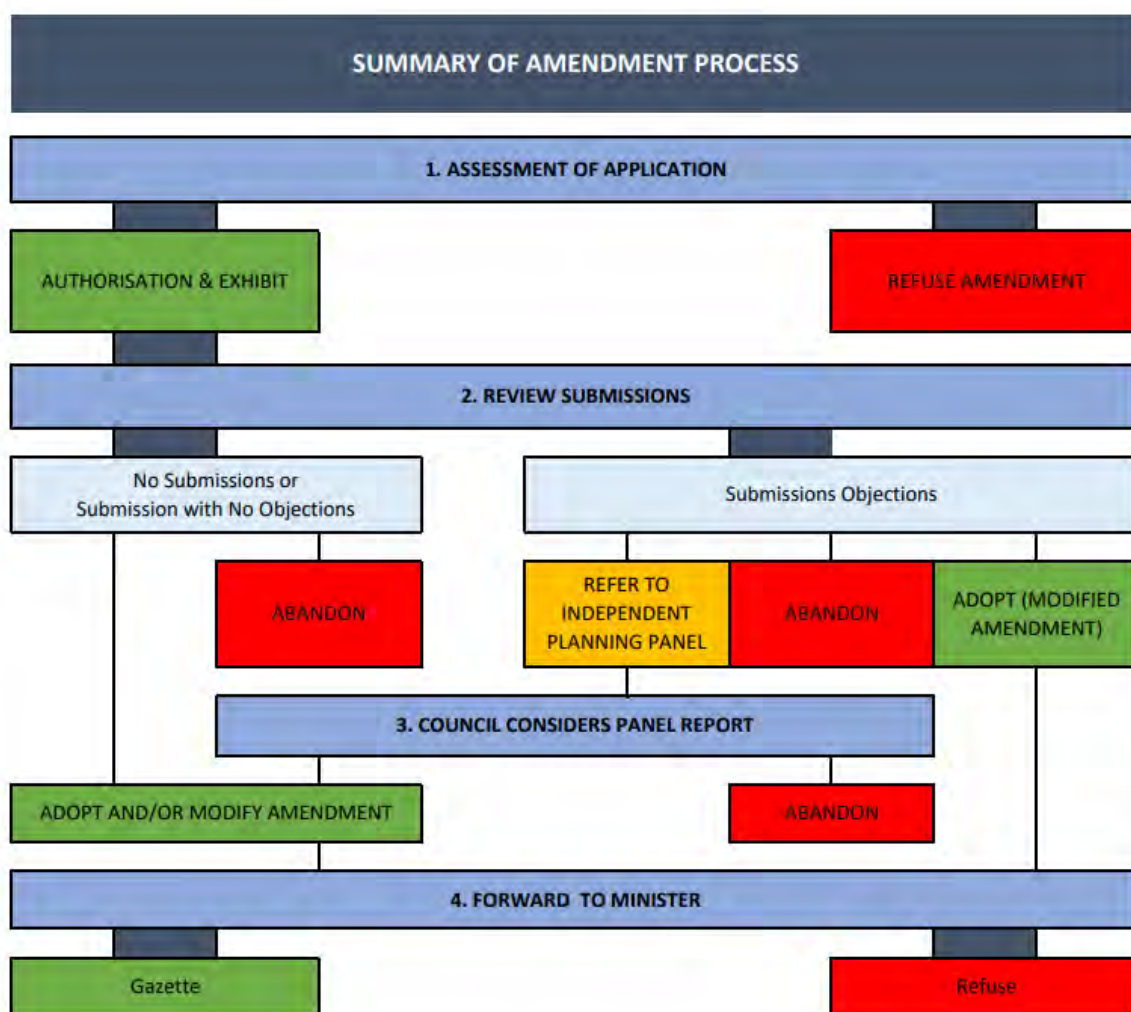 SUMMARY OF AMENDMENT PROCESS
1. ASSESSMENT OF APPLICATION
AUTHORISATION & EXHIBIT
REFUSE AMENDMENT
2. REVIEW SUBMISSIONS
No Submissions or
Submission with No Objections
Submissions Objections
ABANDON
REFER TO
INDEPENDENT
PLANNING PANEL
ABANDON
ADOPT (MODIFIED
AMENDMENT)
3. COUNCIL CONSIDERS PANEL REPORT
ADOPT AND/OR MODIFY AMENDMENT
ABANDON
4. FORWARD TO MINISTER
Gazette
Refuse